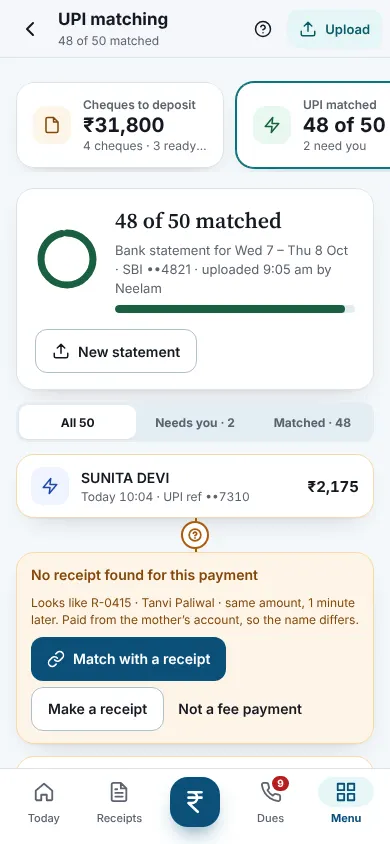 UPI matching
48 of 50 matched
Upload
Cheques to deposit
₹31,800
4 cheques · 3 ready...
UPI matched
48 of 50
2 need you
48 of 50 matched
Bank statement for Wed 7 – Thu 8 Oct
· SBI ••4821 · uploaded 9:05 am by
Neelam
New statement
All 50
Needs you · 2
Matched · 48
SUNITA DEVI
Today 10:04 · UPI ref ••7310
₹2,175
No receipt found for this payment
Looks like R-0415 · Tanvi Paliwal · same amount, 1 minute
later. Paid from the mother's account, so the name differs.
Match with a receipt
Make a receipt
Not a fee payment
Today
Receipts
₹
9
Dues
Menu